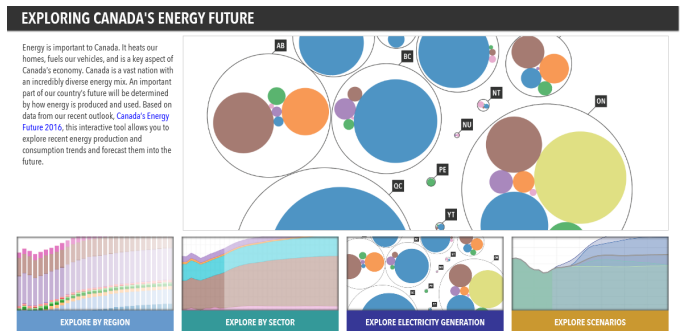 EXPLORING CANADA'S ENERGY FUTURE
Energy is important to Canada. It heats our
homes, fuels our vehicles, and is a key aspect of
Canada's economy. Canada is a vast nation with
an incredibly diverse energy mix. An important
part of our country's future will be determined
by how energy is produced and used. Based on
data from our recent outlook, Canada's Energy
Future 2016, this interactive tool allows you to
explore recent energy production and
consumption trends and forecast them into the
future.
AB
BC
NT
ON
NU
PE
QC
YT
EXPLORE BY REGION
EXPLORE BY SECTOR
EXPLORE ELECTRICITY GENERATION
EXPLORE SCENARIOS